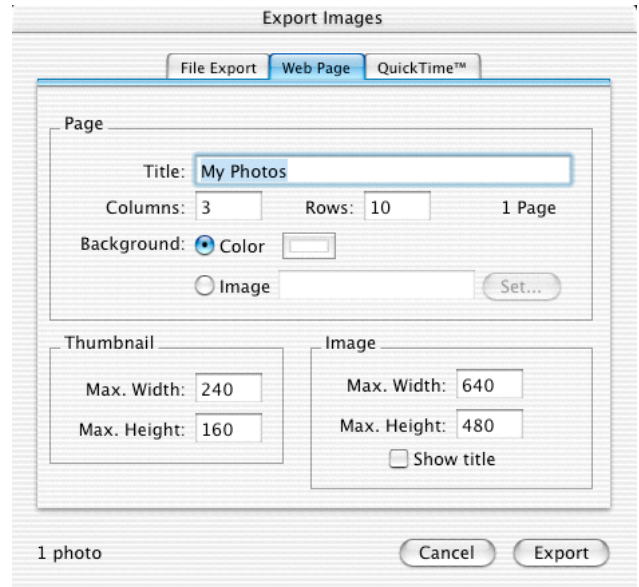 Export Images
File Export Web Page QuickTime™
Page
Title: My Photos
Columns: 3 Rows: 10 1 Page
Background: Color
Image Set...
Thumbnail
Max. Width: 240
Max. Height: 160
Image
Max. Width: 640
Max. Height: 480
Show title
1 photo Cancel Export